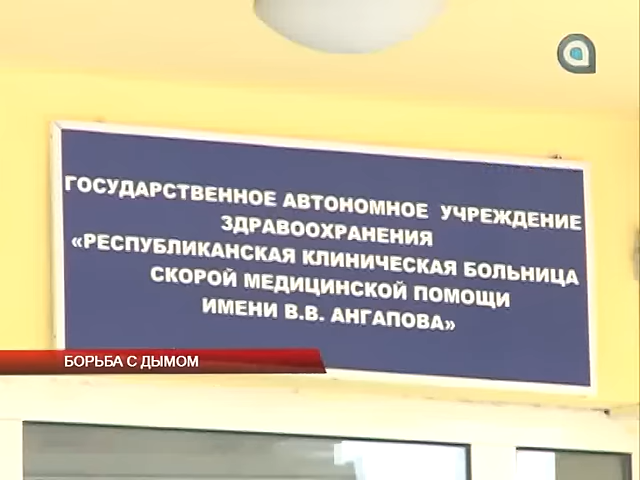 ГОСУДАРСТВЕННОЕ АВТОНОМНОЕ УЧРЕЖДЕНИЕ
ЗДРАВООХРАНЕНИЯ
«РЕСПУБЛИКАНСКАЯ КЛИНИЧЕСКАЯ БОЛЬНИЦА
СКОРОЙ МЕДИЦИНСКОЙ ПОМОЩИ
ИМЕНИ В.В. АНГАПОВА»
БОРЬБА С ДЫМОМ